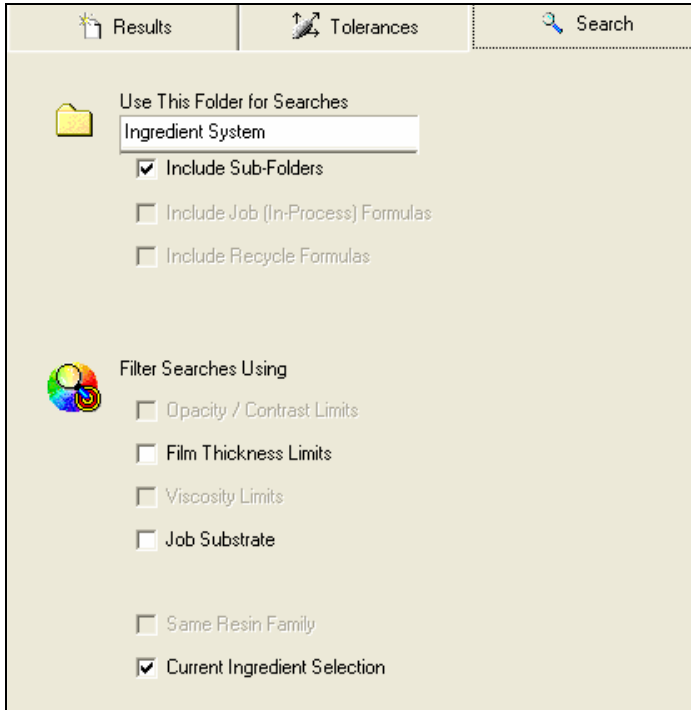 Results
Tolerances
Search
Use This Folder for Searches
Ingredient System
Include Sub-Folders
Include Job (In-Process) Formulas
Include Recycle Formulas
Filter Searches Using
Opacity / Contrast Limits
Film Thickness Limits
Viscosity Limits
Job Substrate
Same Resin Family
Current Ingredient Selection